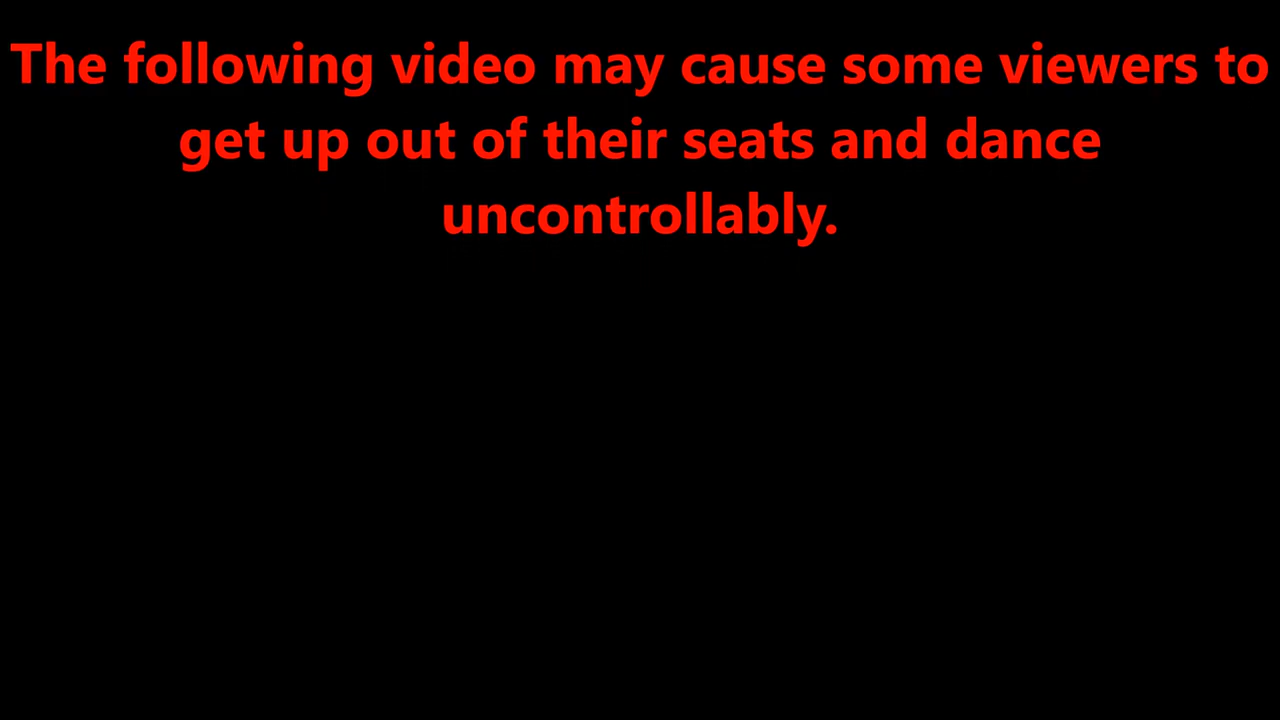 The following video may cause some viewers to
get up out of their seats and dance
uncontrollably.